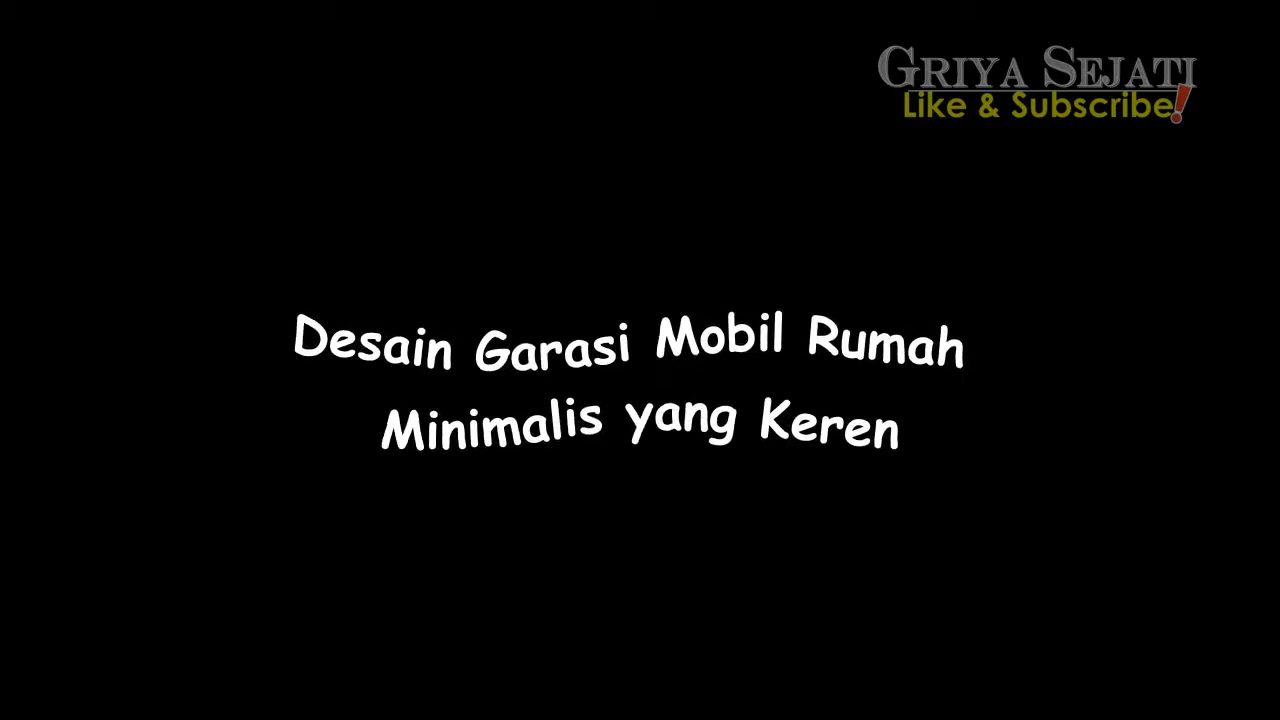 GRIYA SEJATI
Like & Subscribe!
Desain Garasi Mobil Rumah
Minimalis yang Keren